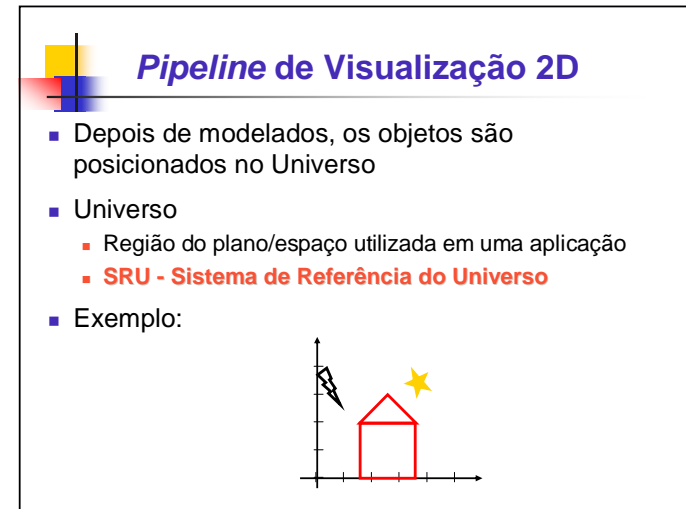 Pipeline de Visualização 2D
Depois de modelados, os objetos são
posicionados no Universo
Universo
Região do plano/espaço utilizada em uma aplicação
SRU - Sistema de Referência do Universo
Exemplo: